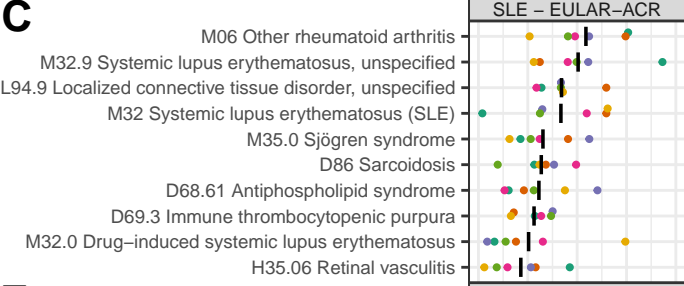 C
SLE − EULAR−ACR
M06 Other rheumatoid arthritis
M32.9 Systemic lupus erythematosus, unspecified
L94.9 Localized connective tissue disorder, unspecified
M32 Systemic lupus erythematosus (SLE)
M35.0 Sjögren syndrome
D86 Sarcoidosis
D68.61 Antiphospholipid syndrome
D69.3 Immune thrombocytopenic purpura
M32.0 Drug−induced systemic lupus erythematosus
H35.06 Retinal vasculitis